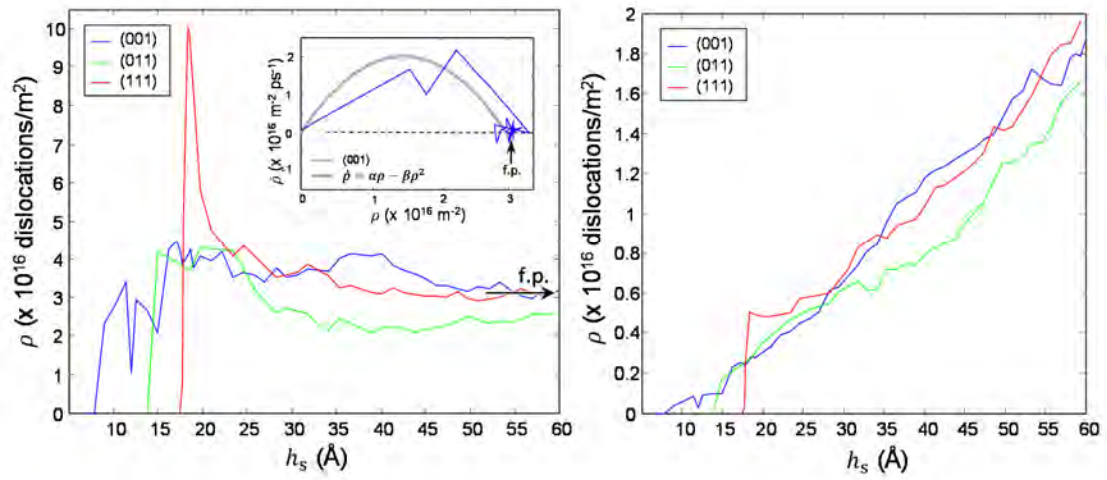 (001)
(011)
(111)
ρ (x 10¹⁶ dislocations/m²)
11
10
9
8
7
6
5
4
3
2
1
0
10 15 20 25 30 35 40 45 50 55 60
hₛ (Å)
f.p.
ρ̇ (x 10¹⁶ m⁻² ps⁻¹)
2
1
0
-1
(001)
ρ̇ = αρ − βρ²
f.p.
0 1 2 3
ρ (x 10¹⁶ m⁻²)
(001)
(011)
(111)
ρ (x 10¹⁶ dislocations/m²)
2
1.8
1.6
1.4
1.2
1
0.8
0.6
0.4
0.2
0
10 15 20 25 30 35 40 45 50 55 60
hₛ (Å)